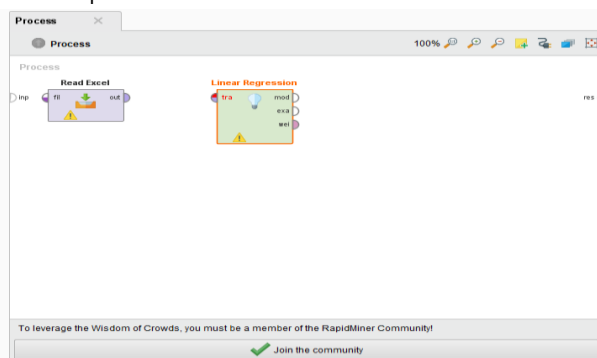 Process
Process
100%
Process
Read Excel
Linear Regression
inp
fil
out
tra
mod
exa
wei
res
To leverage the Wisdom of Crowds, you must be a member of the RapidMiner Community!
Join the community